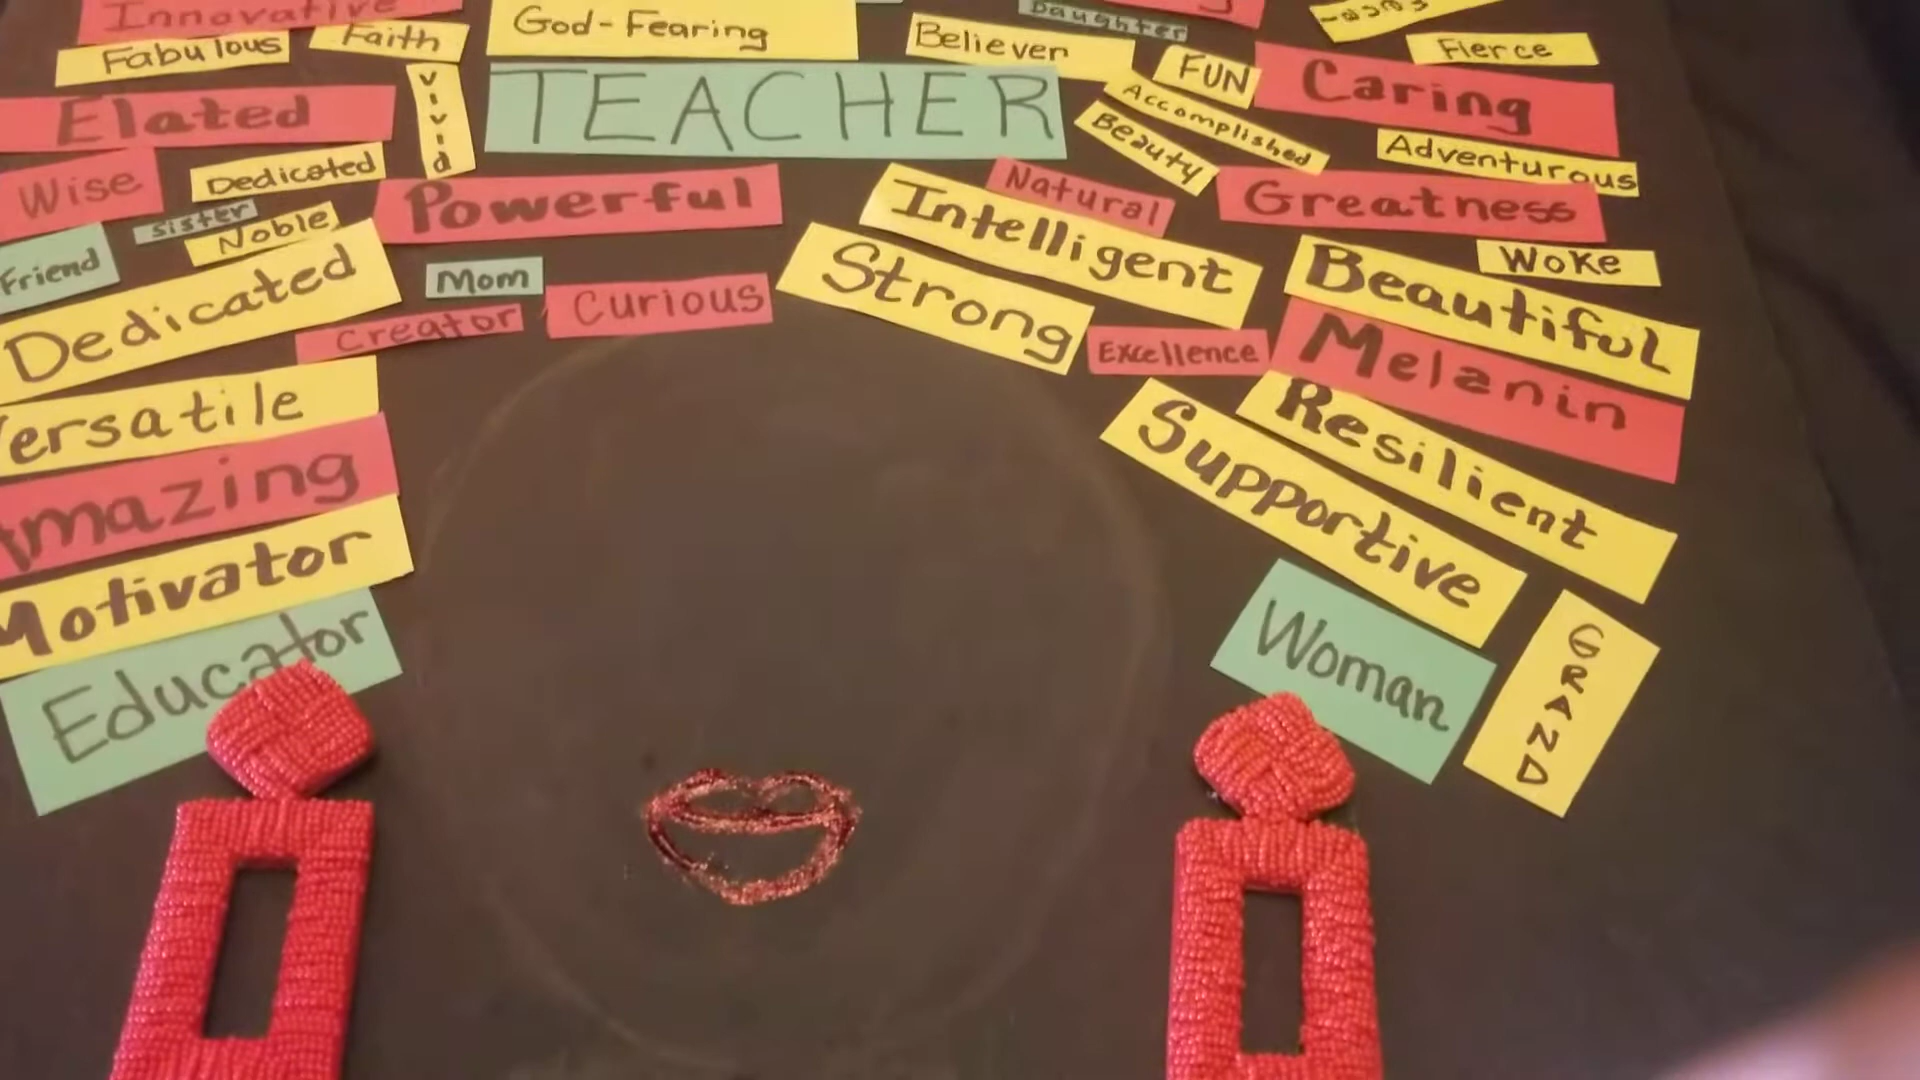 Innovative
Fabulous
Faith
God-Fearing
Believer
Daughter
Fierce
Elated
Vivid
TEACHER
FUN
Accomplished
Beauty
Caring
Adventurous
Wise
Dedicated
Sister
Noble
Powerful
Natural
Intelligent
Greatness
Friend
Dedicated
Mom
Creator
Curious
Strong
Excellence
Woke
Beautiful
Melanin
ersatile
Amazing
Motivator
Educator
Resilient
Supportive
Woman
GRAND